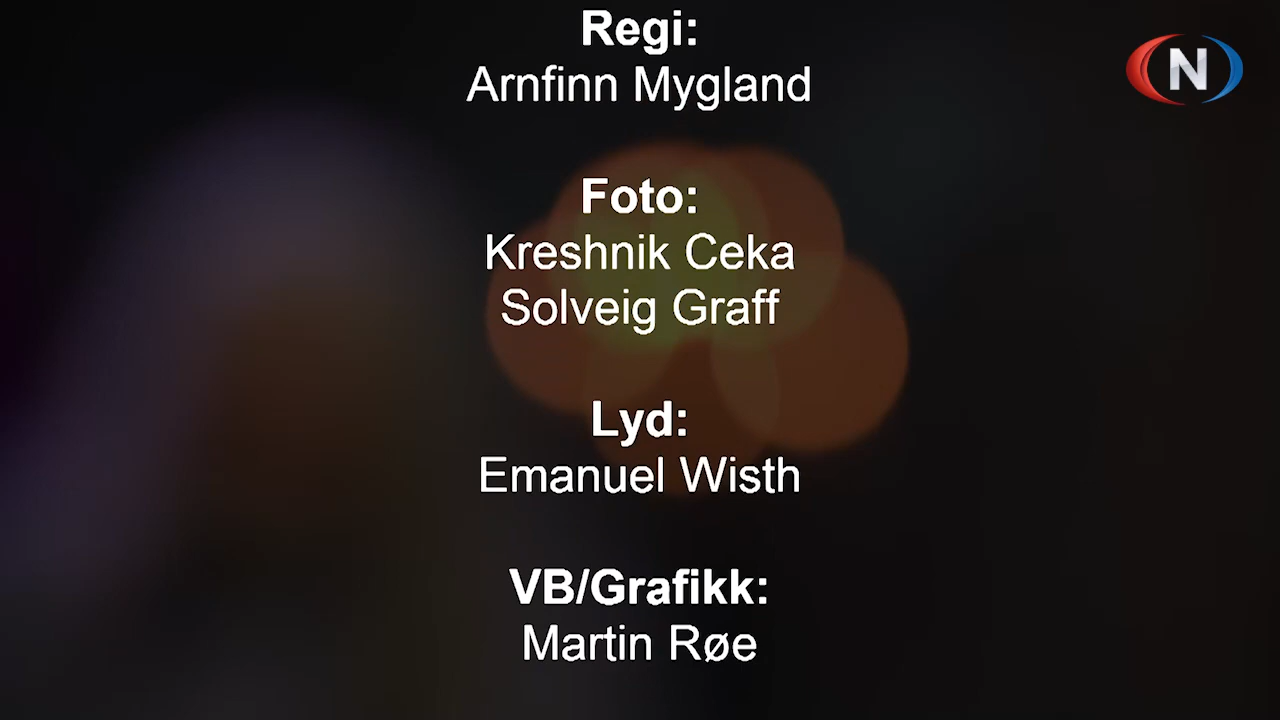 Regi:
Arnfinn Mygland
N
Foto:
Kreshnik Ceka
Solveig Graff
Lyd:
Emanuel Wisth
VB/Grafikk:
Martin Røe